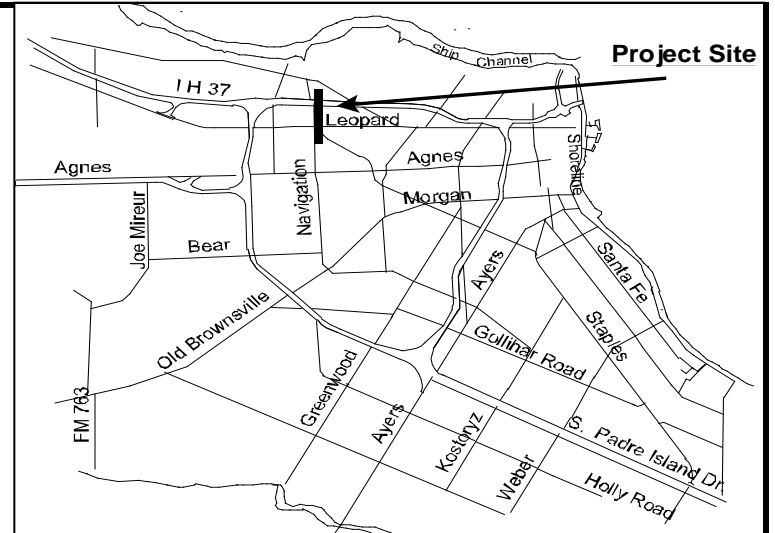 Ship Channel
Project Site
I H 37
Leopard
Shoreline
Agnes
Agnes
Navigation
Morgan
Joe Mireur
Bear
Ayers
Santa Fe
Old Brownsville
Staples
Gollihar Road
Greenwood
FM 763
Ayers
Kostoryz
S. Padre Island Dr.
Weber
Holly Road